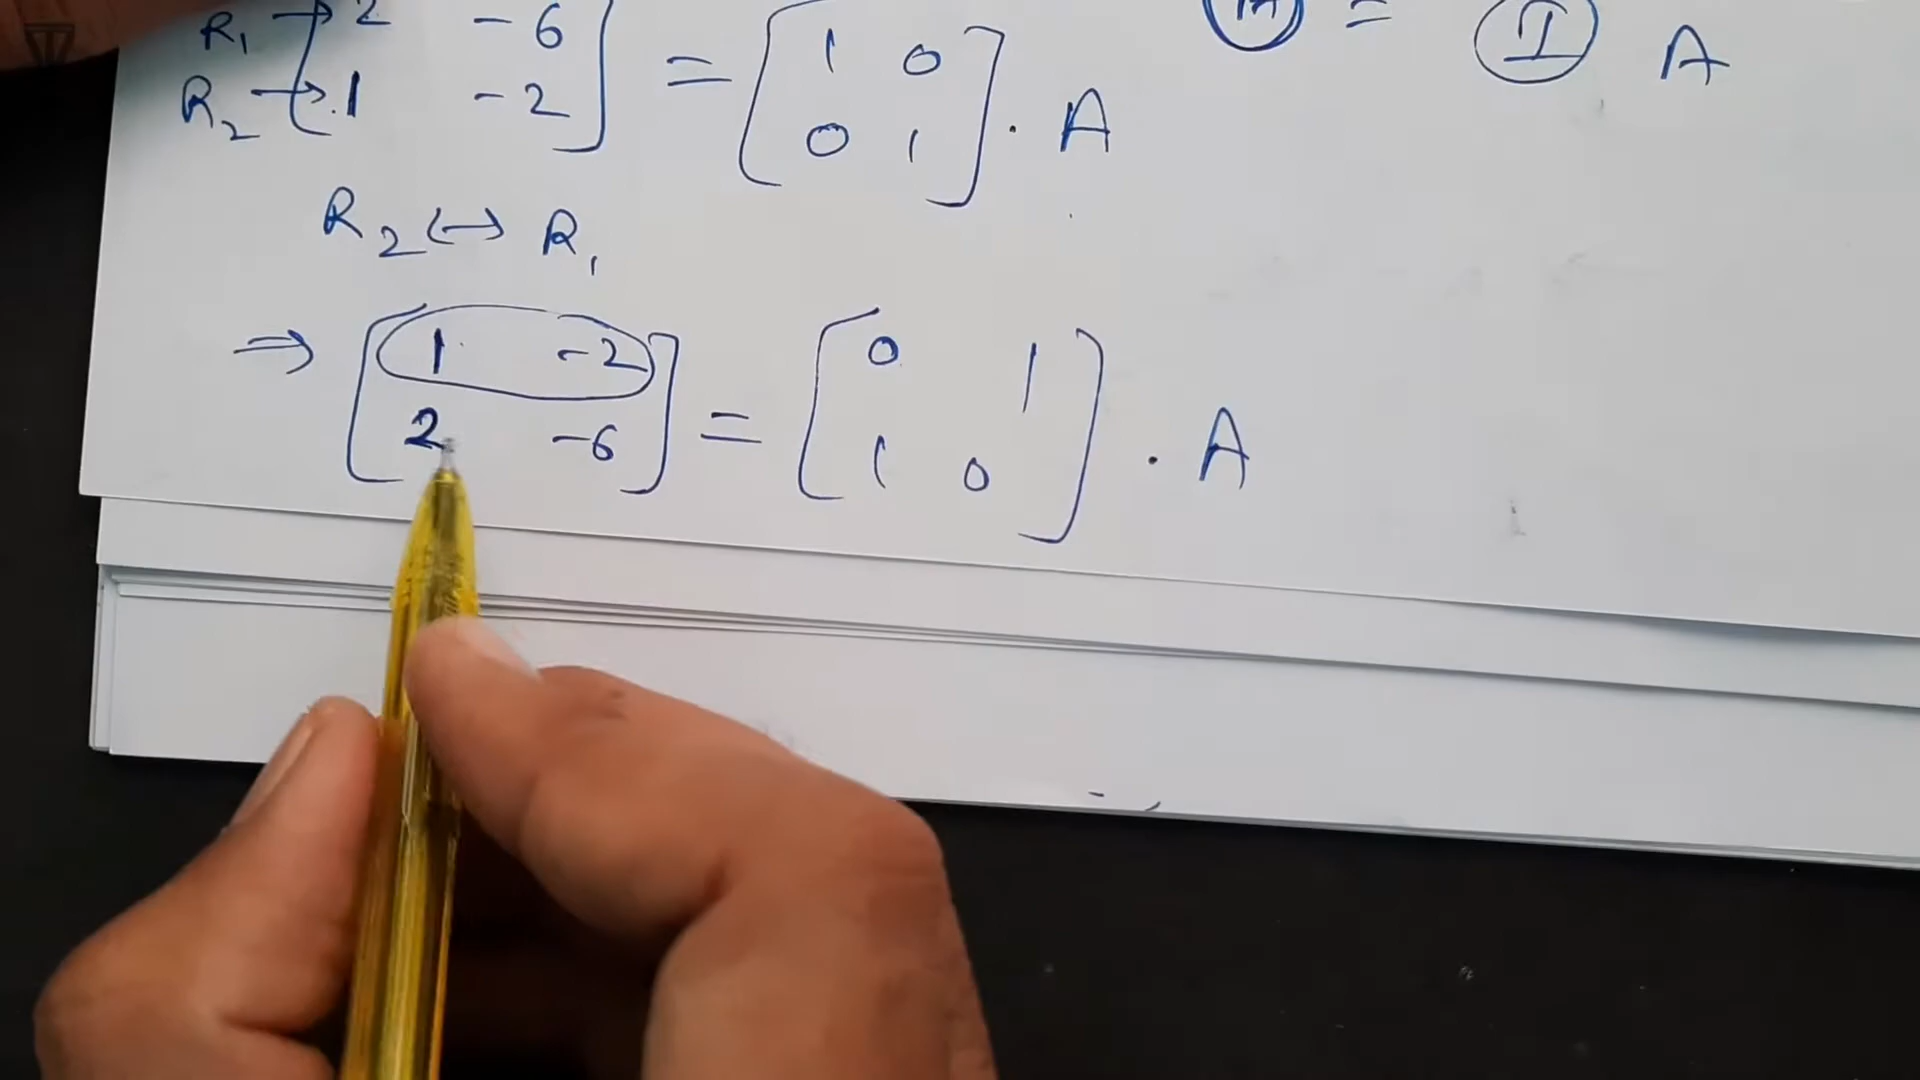 R₁ → [ 2 -6 ] = [ 1 0 ] · A
R₂ → [ 1 -2 ] [ 0 1 ]
A = I A
R₂ ↔ R₁
⇒ [ 1 -2 ] = [ 0 1 ] · A
[ 2 -6 ] [ 1 0 ]